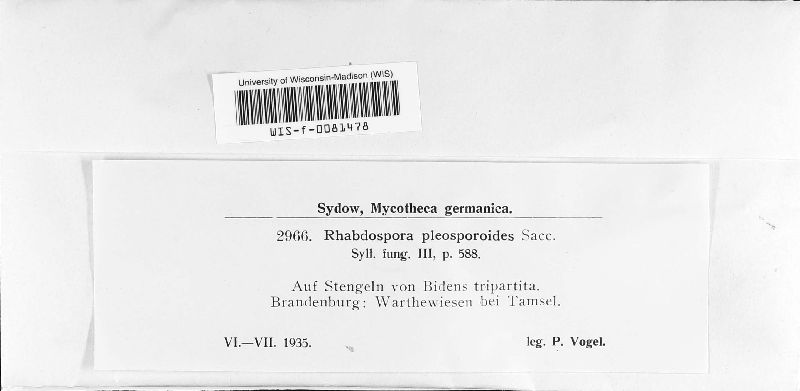 University of Wisconsin-Madison (WIS)
WIS-f-0081478
Sydow, Mycotheca germanica.
2966. Rhabdospora pleosporoides Sacc.
Syll. fung. III, p. 588.
Auf Stengeln von Bidens tripartita.
Brandenburg: Warthewiesen bei Tamsel.
VI.—VII. 1935.
leg. P. Vogel.